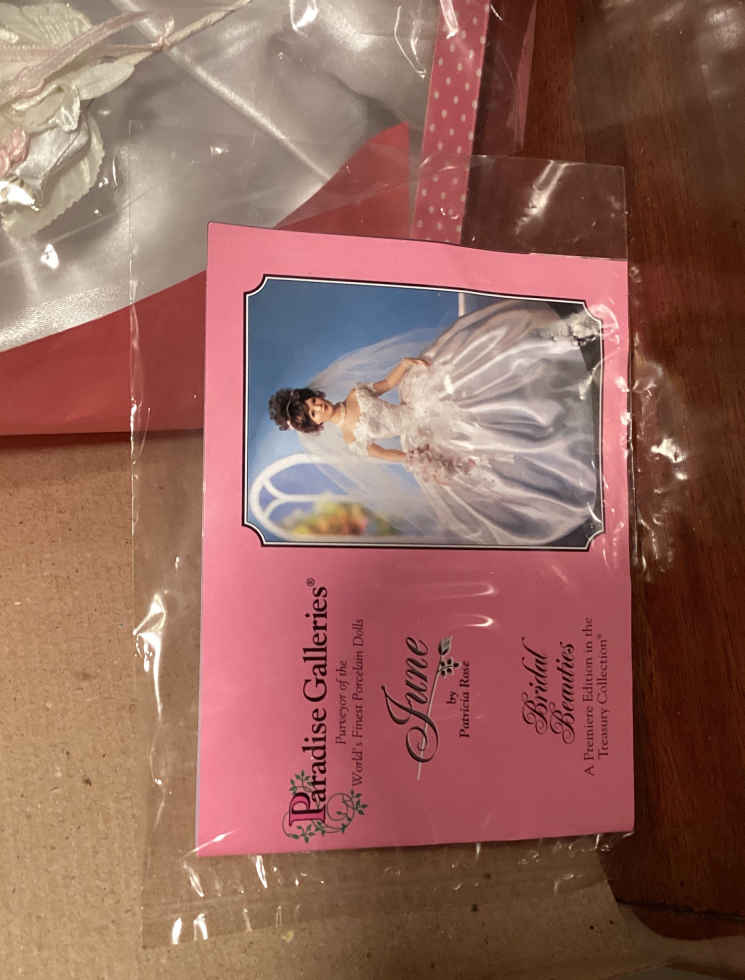 Paradise Galleries®
Purveyor of the
World's Finest Porcelain Dolls
June
by
Patricia Rose
Bridal
Beauties
A Premiere Edition in the
Treasury Collection®